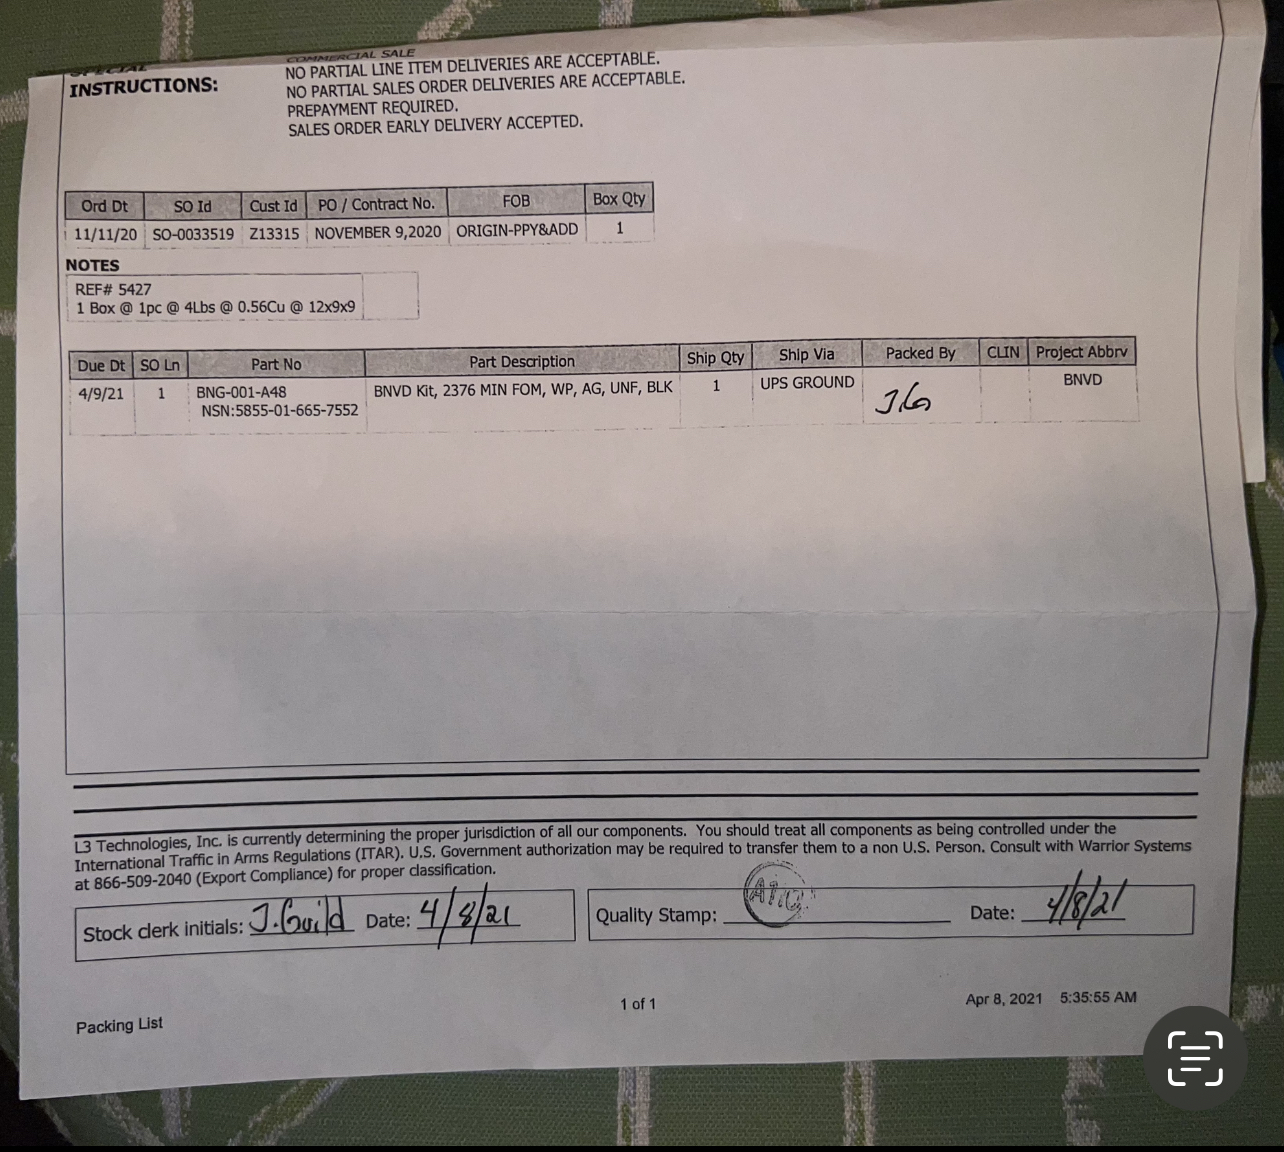 COMMERCIAL SALE
SPECIAL
INSTRUCTIONS:
NO PARTIAL LINE ITEM DELIVERIES ARE ACCEPTABLE.
NO PARTIAL SALES ORDER DELIVERIES ARE ACCEPTABLE.
PREPAYMENT REQUIRED.
SALES ORDER EARLY DELIVERY ACCEPTED.
Ord Dt SO Id Cust Id PO / Contract No. FOB Box Qty
11/11/20 SO-0033519 Z13315 NOVEMBER 9,2020 ORIGIN-PPY&ADD 1
NOTES
REF# 5427
1 Box @ 1pc @ 4Lbs @ 0.56Cu @ 12x9x9
Due Dt SO Ln Part No Part Description Ship Qty Ship Via Packed By CLIN Project Abbrv
4/9/21 1 BNG-001-A48 BNVD Kit, 2376 MIN FOM, WP, AG, UNF, BLK 1 UPS GROUND JG BNVD
NSN:5855-01-665-7552
L3 Technologies, Inc. is currently determining the proper jurisdiction of all our components. You should treat all components as being controlled under the
International Traffic in Arms Regulations (ITAR). U.S. Government authorization may be required to transfer them to a non U.S. Person. Consult with Warrior Systems
at 866-509-2040 (Export Compliance) for proper classification.
Stock clerk initials: J.Guild Date: 4/8/21
Quality Stamp: Date: 4/8/21
1 of 1
Apr 8, 2021 5:35:55 AM
Packing List